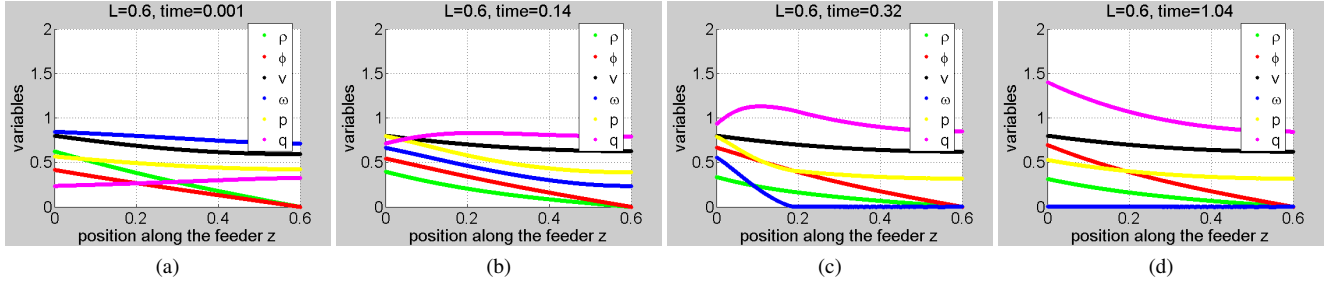 L=0.6, time=0.001
2
1.5
1
0.5
0
variables
0 0.2 0.4 0.6
position along the feeder z
ρ
ϕ
v
ω
p
q
(a)
L=0.6, time=0.14
2
1.5
1
0.5
0
variables
0 0.2 0.4 0.6
position along the feeder z
ρ
ϕ
v
ω
p
q
(b)
L=0.6, time=0.32
2
1.5
1
0.5
0
variables
0 0.2 0.4 0.6
position along the feeder z
ρ
ϕ
v
ω
p
q
(c)
L=0.6, time=1.04
2
1.5
1
0.5
0
variables
0 0.2 0.4 0.6
position along the feeder z
ρ
ϕ
v
ω
p
q
(d)